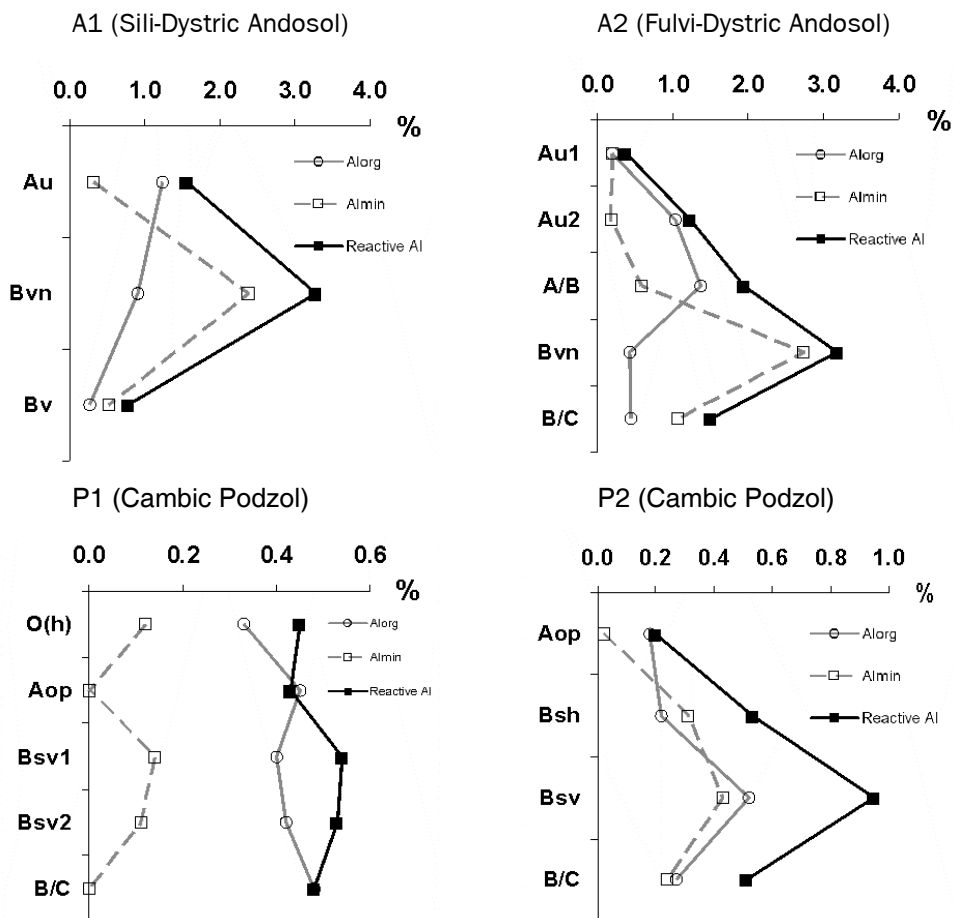 A1 (Sili-Dystric Andosol)
0.0 1.0 2.0 3.0 4.0
%
Au
Bvn
Bv
Alorg
Almin
Reactive Al
A2 (Fulvi-Dystric Andosol)
0.0 1.0 2.0 3.0 4.0
%
Au1
Au2
A/B
Bvn
B/C
Alorg
Almin
Reactive Al
P1 (Cambic Podzol)
0.0 0.2 0.4 0.6
%
O(h)
Aop
Bsv1
Bsv2
B/C
Alorg
Almin
Reactive Al
P2 (Cambic Podzol)
0.0 0.2 0.4 0.6 0.8 1.0
%
Aop
Bsh
Bsv
B/C
Alorg
Almin
Reactive Al